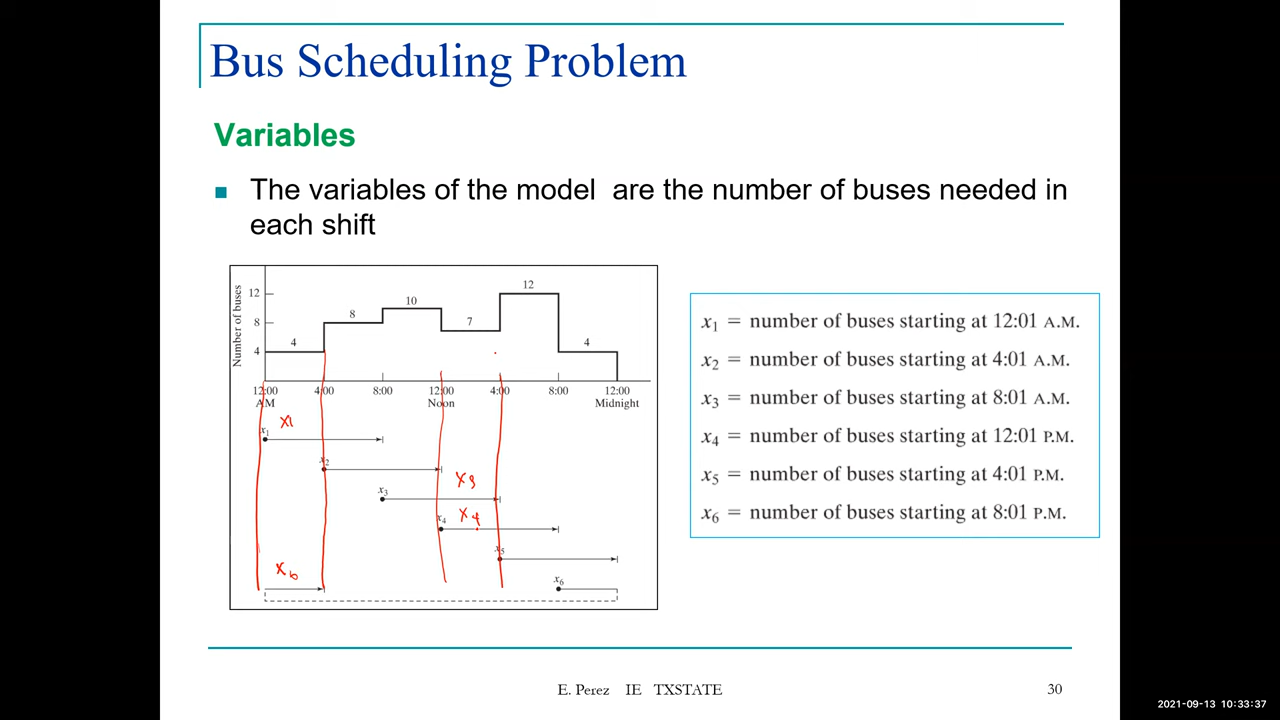 Bus Scheduling Problem
Variables
The variables of the model are the number of buses needed in
each shift
Number of buses
12
8
4
4
8
10
7
12
4
12:00 4:00 8:00 12:00 4:00 8:00 12:00
AM Noon Midnight
x1
x1
x2
x3
x3
x4
x4
x5
x6
x6
x1 = number of buses starting at 12:01 A.M.
x2 = number of buses starting at 4:01 A.M.
x3 = number of buses starting at 8:01 A.M.
x4 = number of buses starting at 12:01 P.M.
x5 = number of buses starting at 4:01 P.M.
x6 = number of buses starting at 8:01 P.M.
E. Perez IE TXSTATE
30
2021-09-13 10:33:37